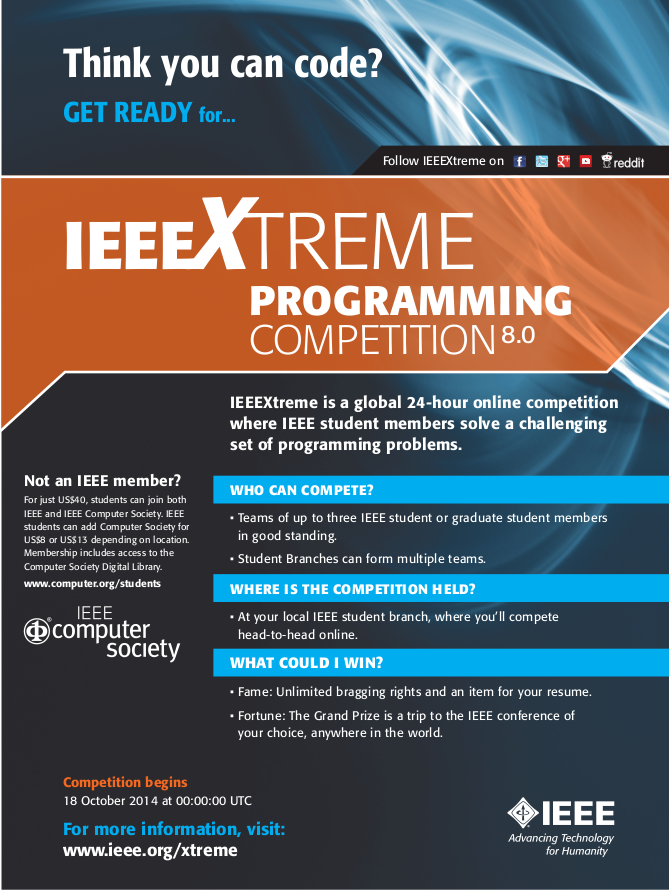 Think you can code?
GET READY for...
Follow IEEEXtreme on
reddit
IEEEXTREME
PROGRAMMING
COMPETITION 8.0
IEEEXtreme is a global 24-hour online competition
where IEEE student members solve a challenging
set of programming problems.
Not an IEEE member?
For just US$40, students can join both
IEEE and IEEE Computer Society. IEEE
students can add Computer Society for
US$8 or US$13 depending on location.
Membership includes access to the
Computer Society Digital Library.
www.computer.org/students
IEEE
computer
society
WHO CAN COMPETE?
• Teams of up to three IEEE student or graduate student members
in good standing.
• Student Branches can form multiple teams.
WHERE IS THE COMPETITION HELD?
• At your local IEEE student branch, where you’ll compete
head-to-head online.
WHAT COULD I WIN?
• Fame: Unlimited bragging rights and an item for your resume.
• Fortune: The Grand Prize is a trip to the IEEE conference of
your choice, anywhere in the world.
Competition begins
18 October 2014 at 00:00:00 UTC
For more information, visit:
www.ieee.org/xtreme
IEEE
Advancing Technology
for Humanity